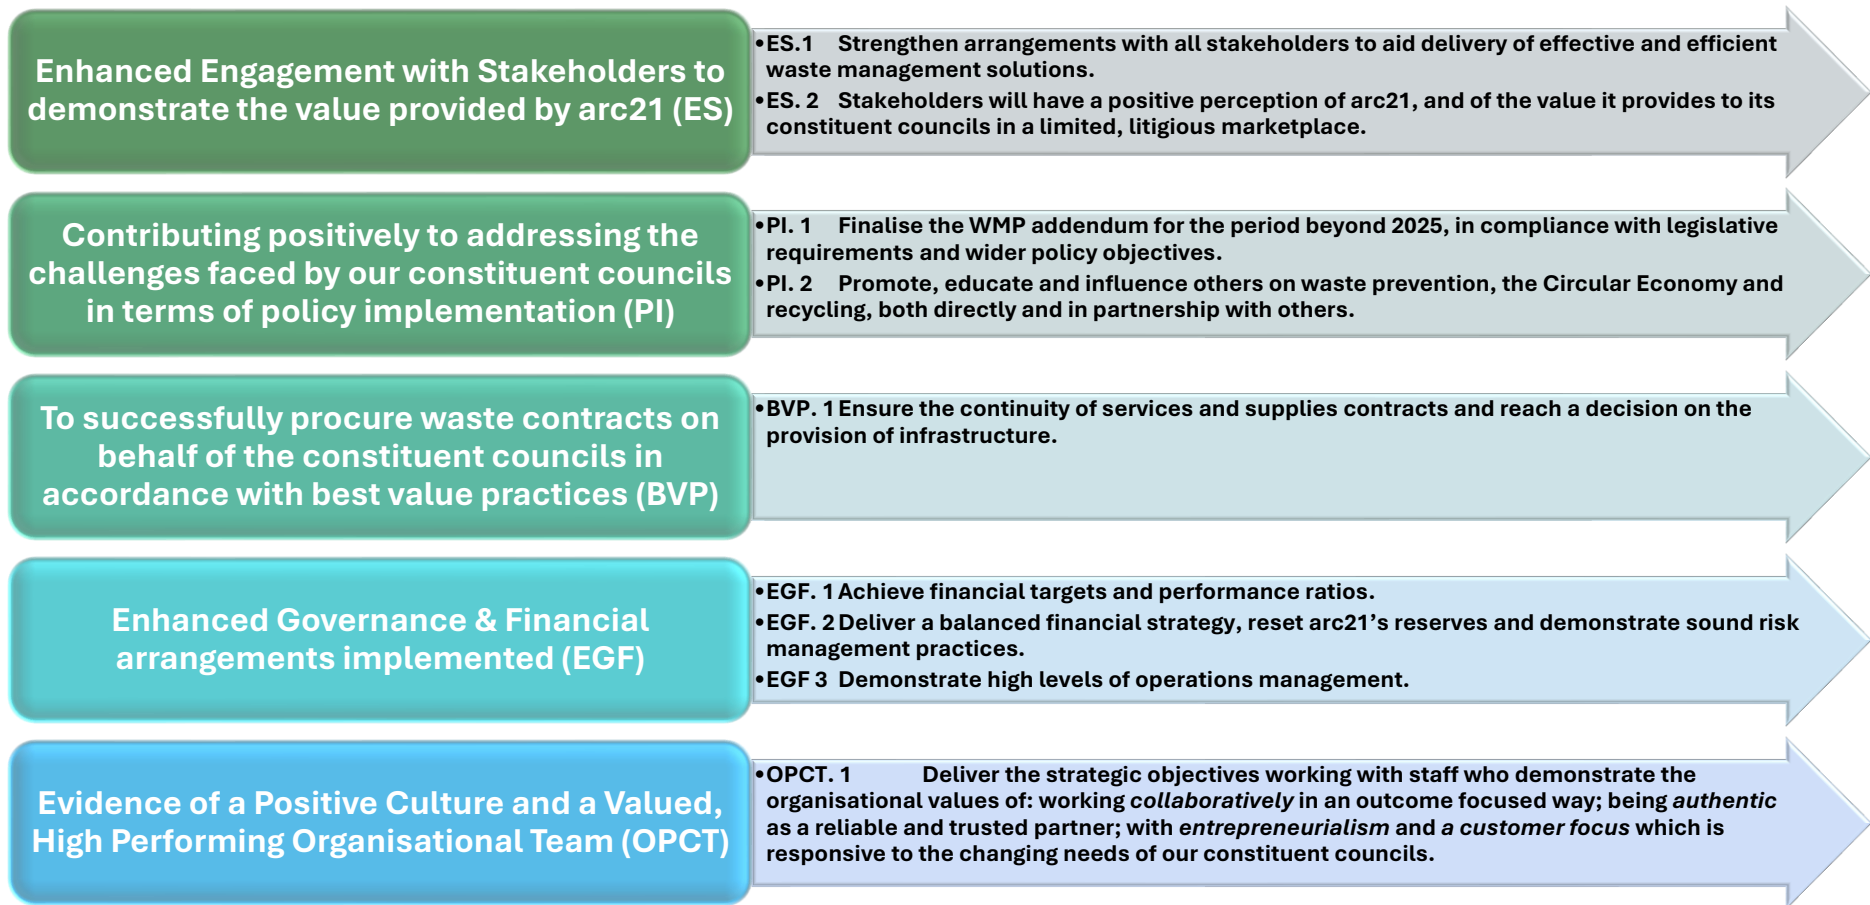 Enhanced Engagement with Stakeholders to
demonstrate the value provided by arc21 (ES)
•ES.1 Strengthen arrangements with all stakeholders to aid delivery of effective and efficient
waste management solutions.
•ES. 2 Stakeholders will have a positive perception of arc21, and of the value it provides to its
constituent councils in a limited, litigious marketplace.
Contributing positively to addressing the
challenges faced by our constituent councils
in terms of policy implementation (PI)
•PI. 1 Finalise the WMP addendum for the period beyond 2025, in compliance with legislative
requirements and wider policy objectives.
•PI. 2 Promote, educate and influence others on waste prevention, the Circular Economy and
recycling, both directly and in partnership with others.
To successfully procure waste contracts on
behalf of the constituent councils in
accordance with best value practices (BVP)
•BVP. 1 Ensure the continuity of services and supplies contracts and reach a decision on the
provision of infrastructure.
Enhanced Governance & Financial
arrangements implemented (EGF)
•EGF. 1 Achieve financial targets and performance ratios.
•EGF. 2 Deliver a balanced financial strategy, reset arc21’s reserves and demonstrate sound risk
management practices.
•EGF 3 Demonstrate high levels of operations management.
Evidence of a Positive Culture and a Valued,
High Performing Organisational Team (OPCT)
•OPCT. 1 Deliver the strategic objectives working with staff who demonstrate the
organisational values of: working collaboratively in an outcome focused way; being authentic
as a reliable and trusted partner; with entrepreneurialism and a customer focus which is
responsive to the changing needs of our constituent councils.